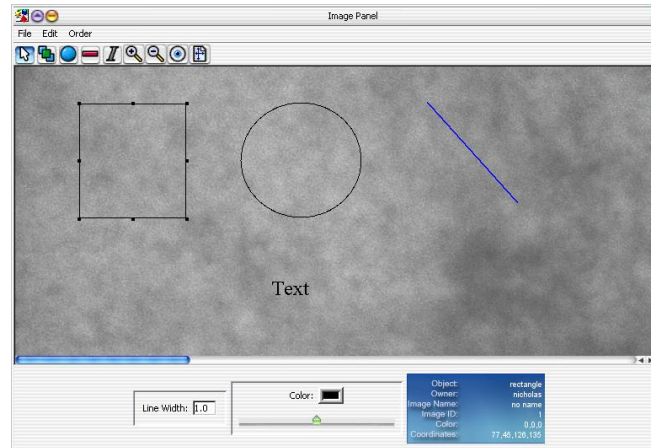 Image Panel
File Edit Order
Text
Line Width: 1.0
Color:
Object: rectangle
Owner: nicholas
Image Name: no name
Image ID: 1
Color: 0,0,0
Coordinates: 77,46,126,135